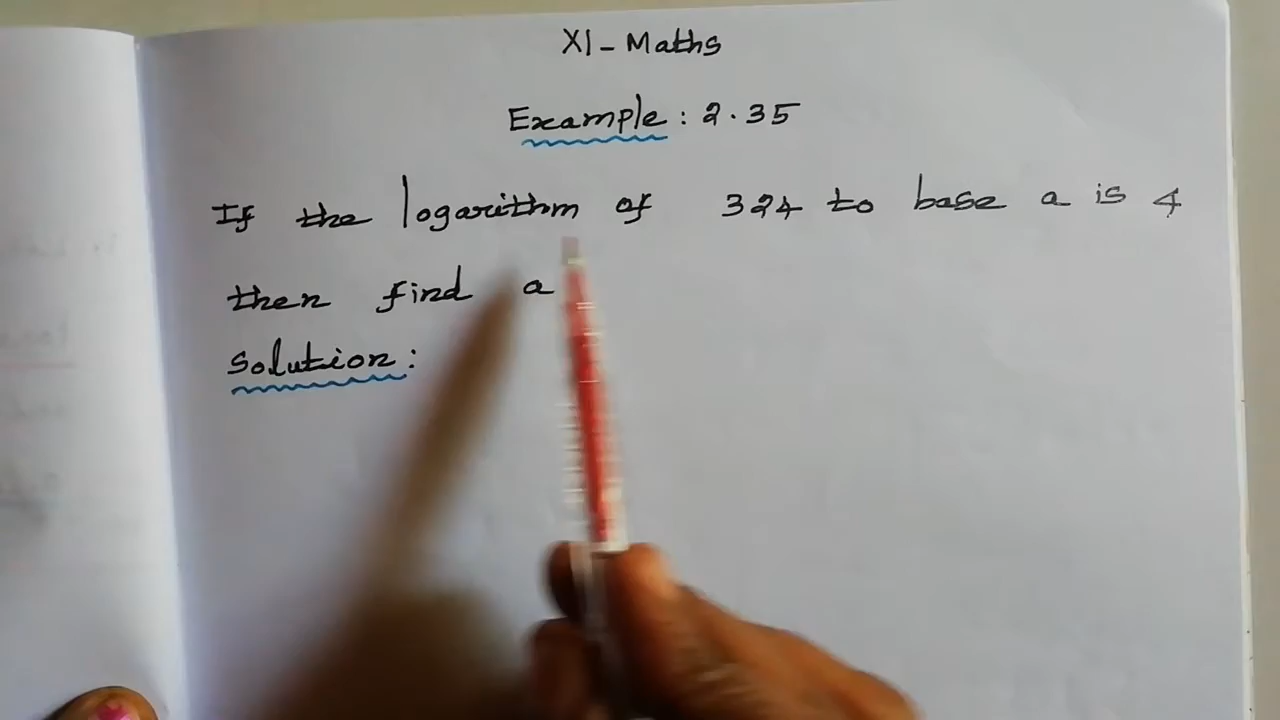 XI - Maths
Example : 2.35
If the logarithm of 324 to base a is 4
then find a
Solution: